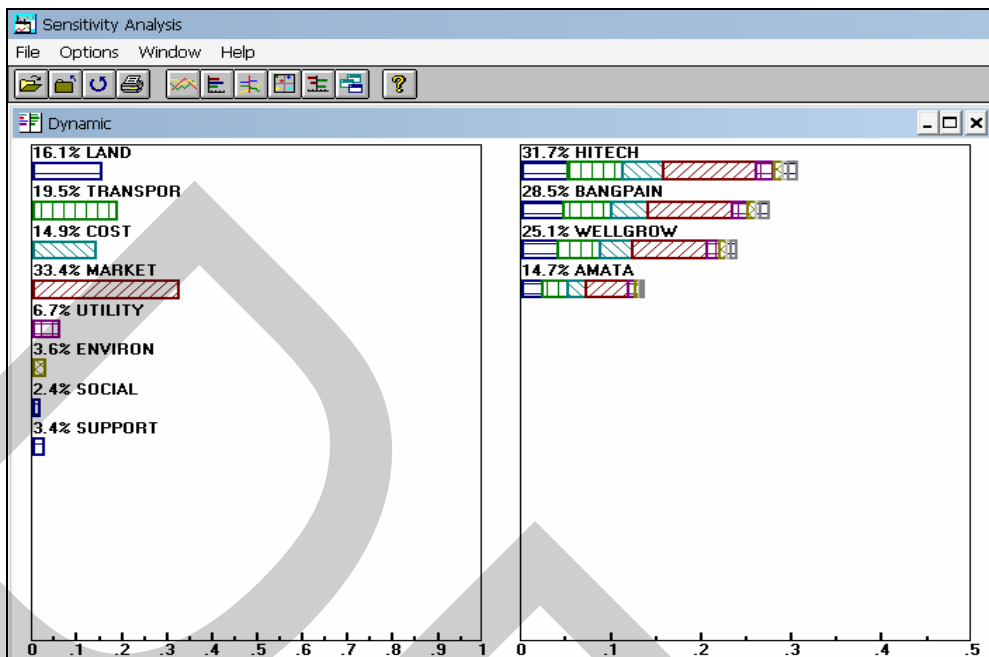 Sensitivity Analysis
File Options Window Help
?
Dynamic
16.1% LAND
19.5% TRANSPOR
14.9% COST
33.4% MARKET
6.7% UTILITY
3.6% ENVIRON
2.4% SOCIAL
3.4% SUPPORT
0 .1 .2 .3 .4 .5 .6 .7 .8 .9 1
31.7% HITECH
28.5% BANGPAIN
25.1% WELLGROW
14.7% AMATA
0 .1 .2 .3 .4 .5